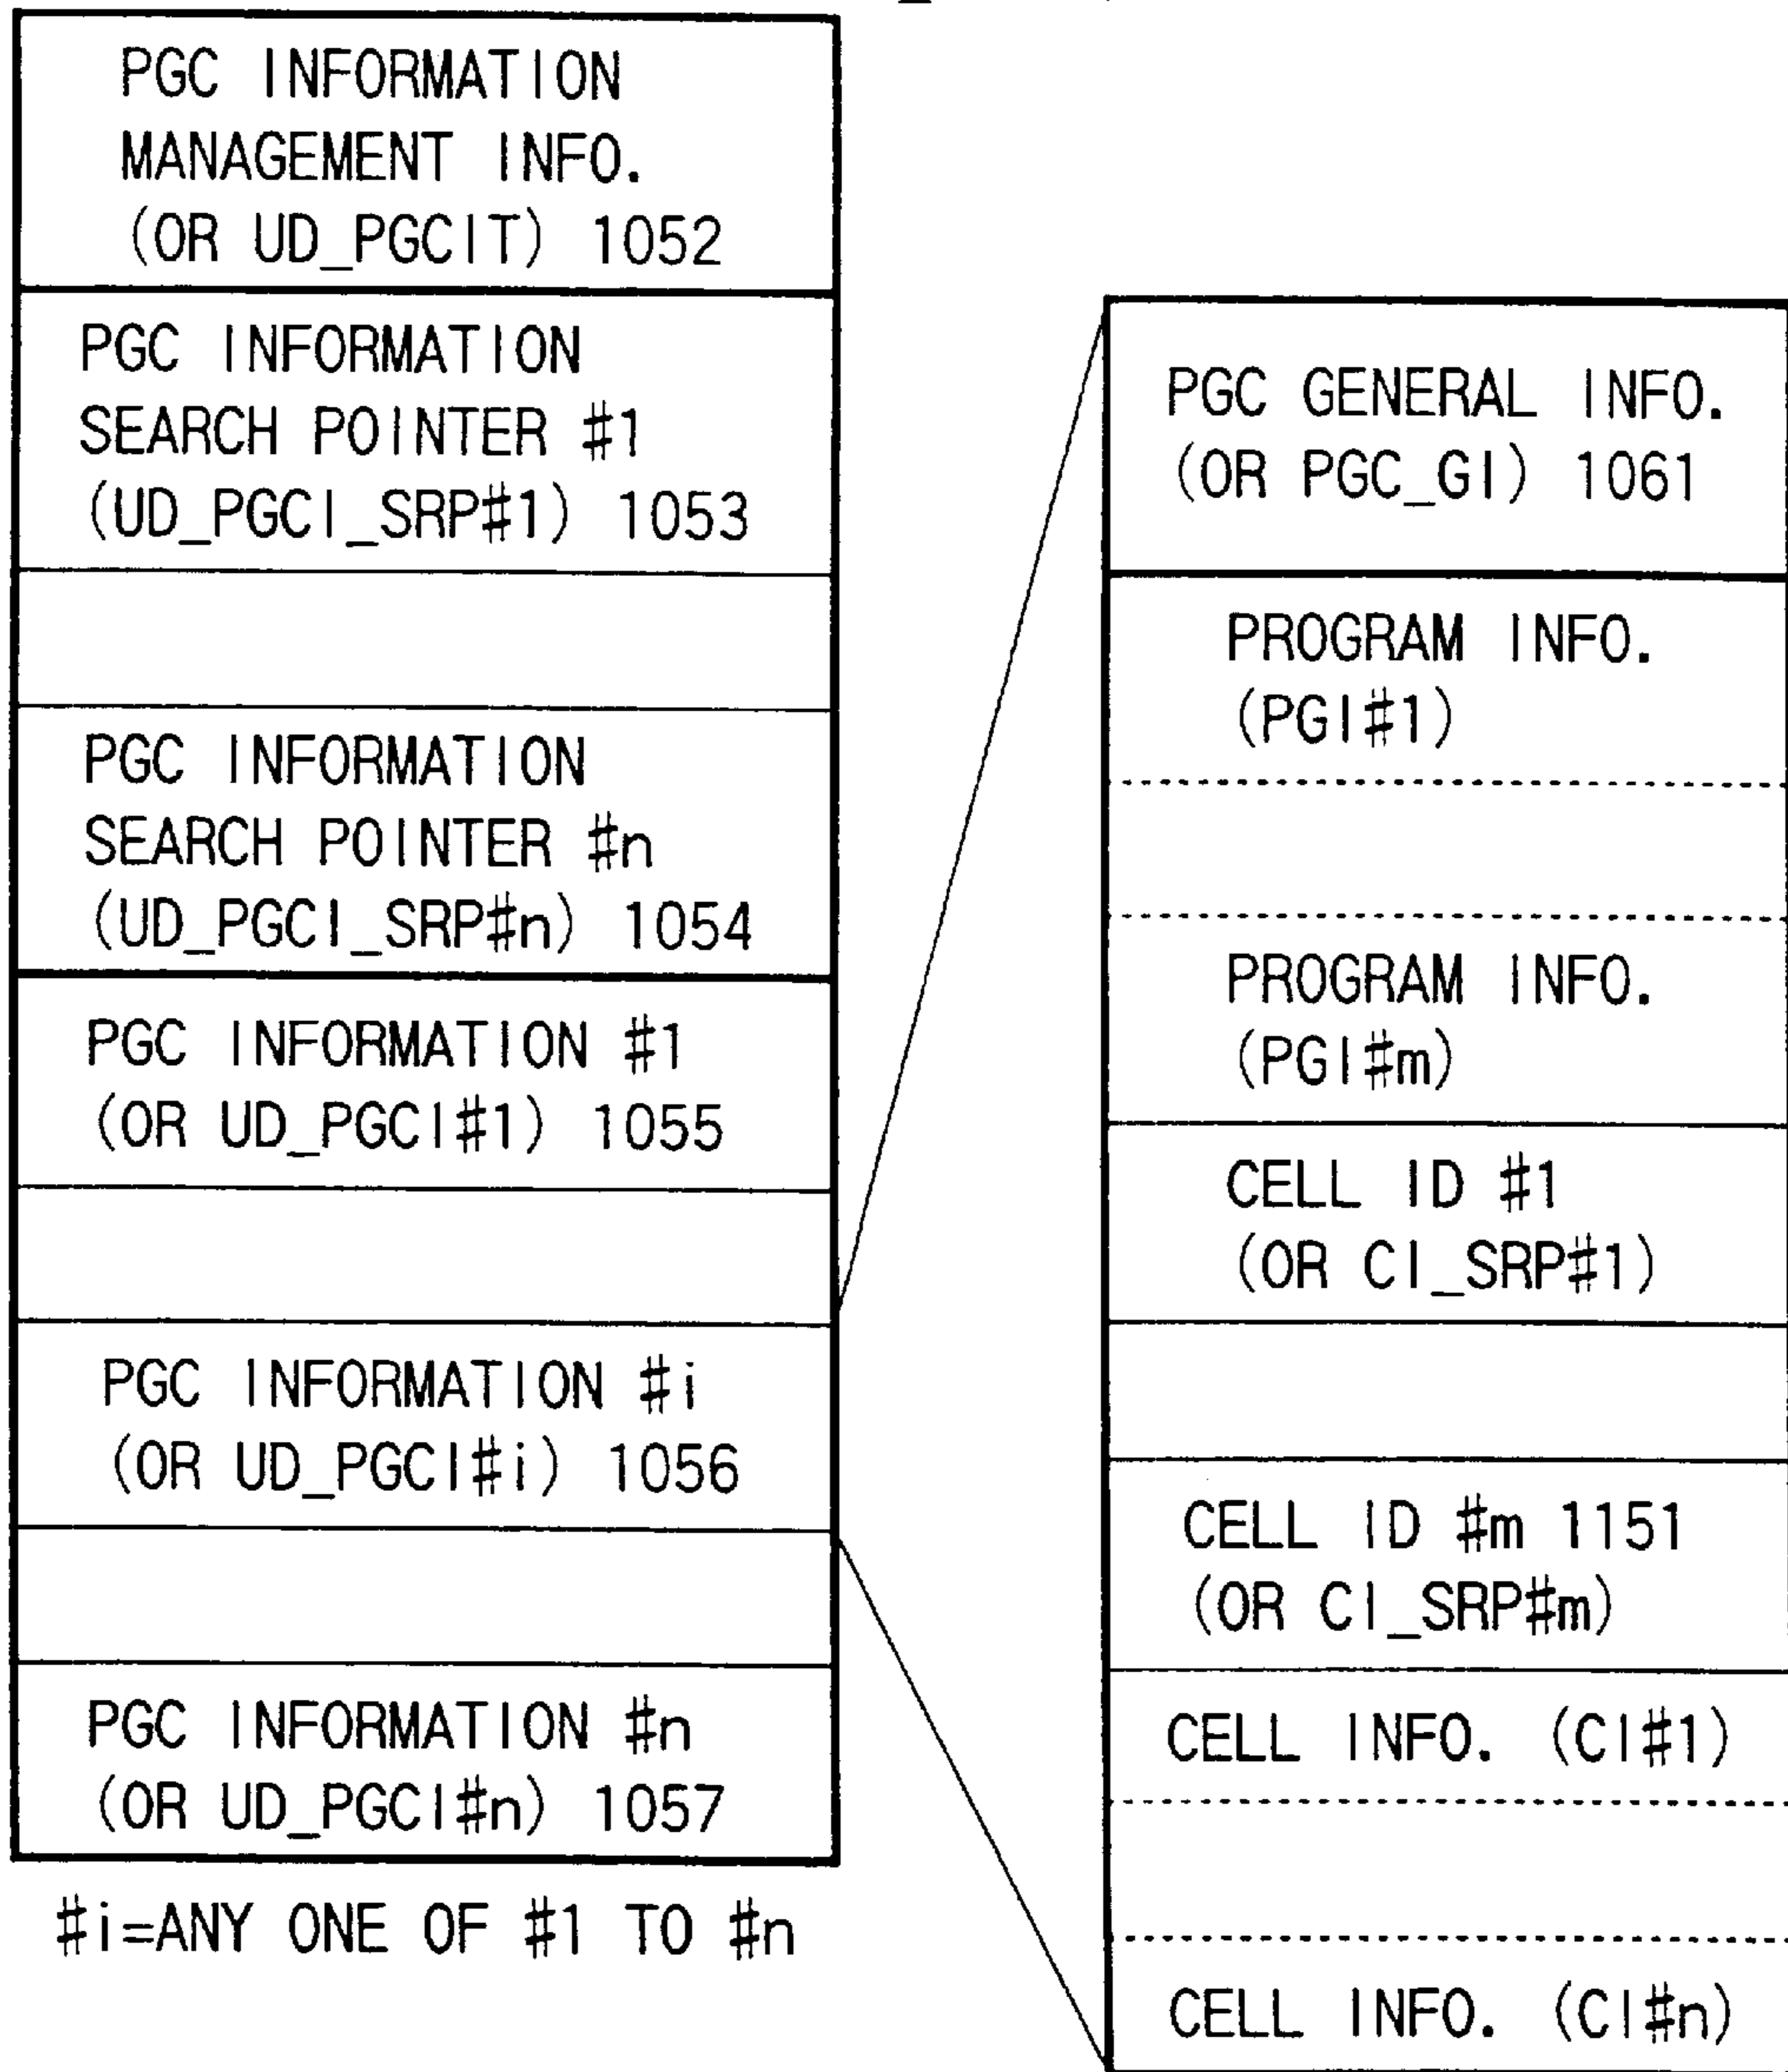 PGC INFORMATION
MANAGEMENT INFO.
(OR UD_PGCIT) 1052
PGC INFORMATION
SEARCH POINTER #1
(UD_PGCI_SRP#1) 1053
PGC INFORMATION
SEARCH POINTER #n
(UD_PGCI_SRP#n) 1054
PGC INFORMATION #1
(OR UD_PGCI#1) 1055
PGC INFORMATION #i
(OR UD_PGCI#i) 1056
PGC INFORMATION #n
(OR UD_PGCI#n) 1057
#i=ANY ONE OF #1 TO #n
PGC GENERAL INFO.
(OR PGC_GI) 1061
PROGRAM INFO.
(PGI#1)
PROGRAM INFO.
(PGI#m)
CELL ID #1
(OR CI_SRP#1)
CELL ID #m 1151
(OR CI_SRP#m)
CELL INFO. (CI#1)
CELL INFO. (CI#n)